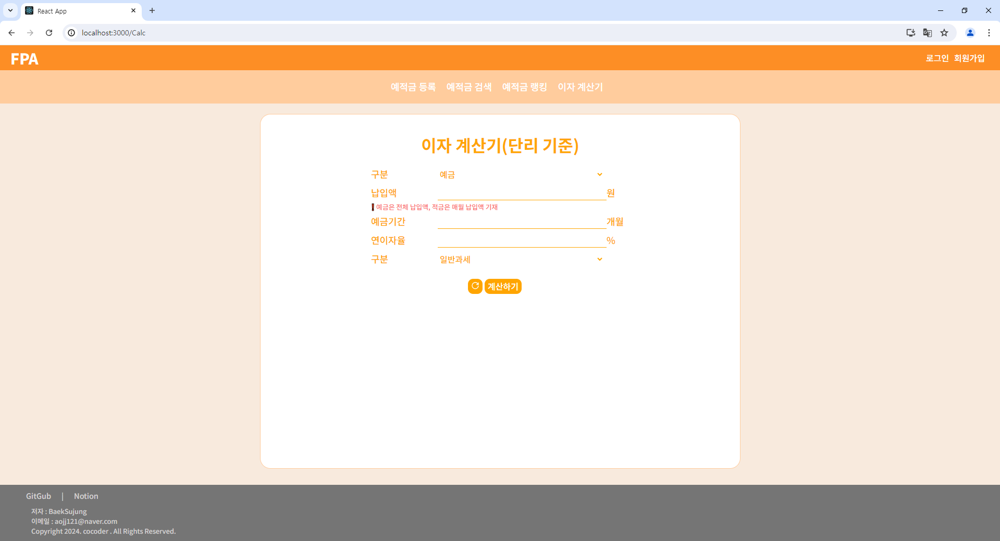 React App
localhost:3000/Calc
FPA
로그인 회원가입
예적금 등록 예적금 검색 예적금 랭킹 이자 계산기
이자 계산기(단리 기준)
구분 예금
납입액 원
❗예금은 전체 납입액, 적금은 매월 납입액 기재
예금기간 개월
연이자율 %
구분 일반과세
계산하기
GitGub | Notion
저자 : BaekSujung
이메일 : aojj121@naver.com
Copyright 2024. cocoder . All Rights Reserved.